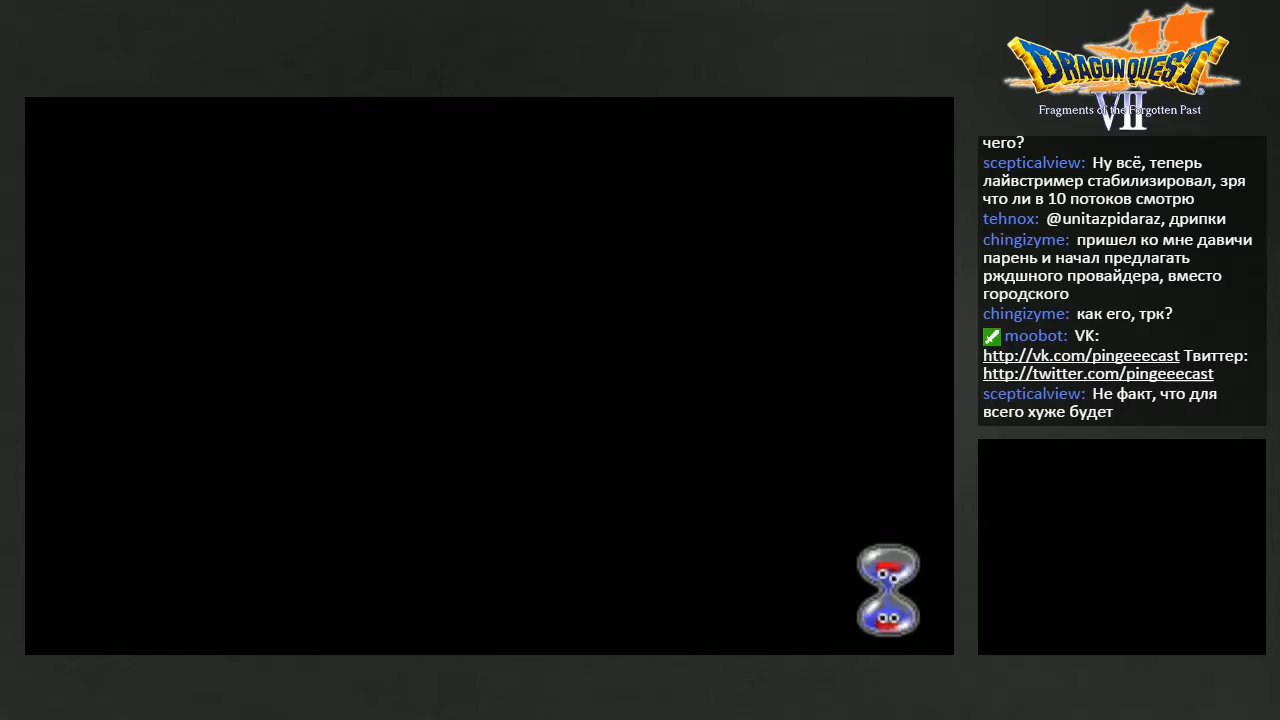 DRAGON QUEST
VII
Fragments of the Forgotten Past
чего?
scepticalview: Ну всё, теперь
лайвстример стабилизировал, зря
что ли в 10 потоков смотрю
tehnox: @unitazpidaraz, дрипки
chingizyme: пришел ко мне давичи
парень и начал предлагать
рждшного провайдера, вместо
городского
chingizyme: как его, трк?
moobot: VK:
http://vk.com/pingeeecast Твиттер:
http://twitter.com/pingeeecast
scepticalview: Не факт, что для
всего хуже будет